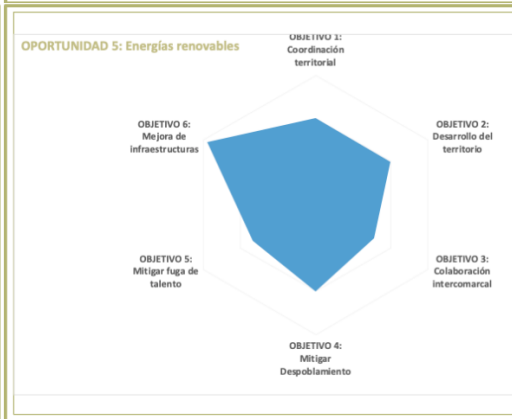 OPORTUNIDAD 5: Energías renovables
OBJETIVO 1:
Coordinación
territorial
OBJETIVO 2:
Desarrollo del
territorio
OBJETIVO 3:
Colaboración
intercomarcal
OBJETIVO 4:
Mitigar
Despoblamiento
OBJETIVO 5:
Mitigar fuga de
talento
OBJETIVO 6:
Mejora de
infraestructuras